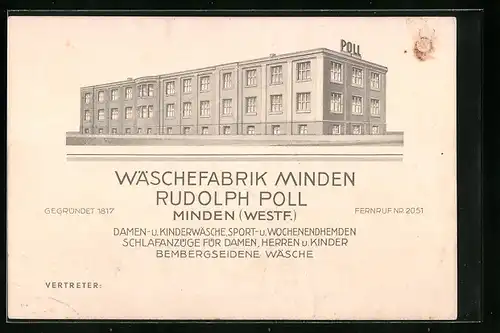 POLL
WÄSCHEFABRIK MINDEN
RUDOLPH POLL
GEGRÜNDET 1817
MINDEN (WESTF.)
FERNRUF NR. 2051
DAMEN- u. KINDERWÄSCHE, SPORT- u. WOCHENENDHEMDEN
SCHLAFANZÜGE FÜR DAMEN, HERREN u. KINDER
BEMBERGSEIDENE WÄSCHE
VERTRETER: